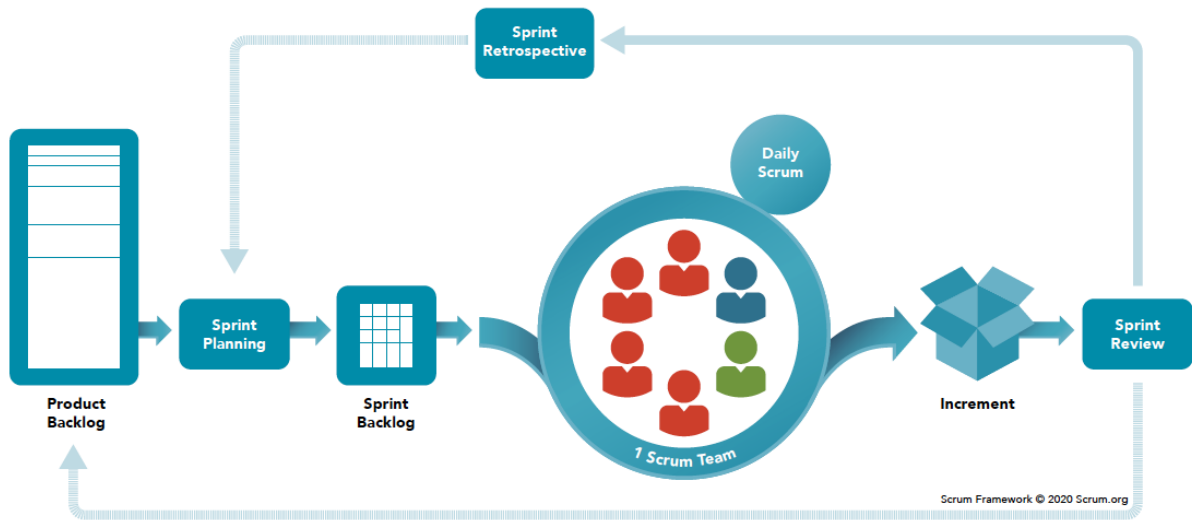 Sprint
Retrospective
Daily
Scrum
Sprint
Planning
Sprint
Review
Product
Backlog
Sprint
Backlog
Increment
1 Scrum Team
Scrum Framework © 2020 Scrum.org